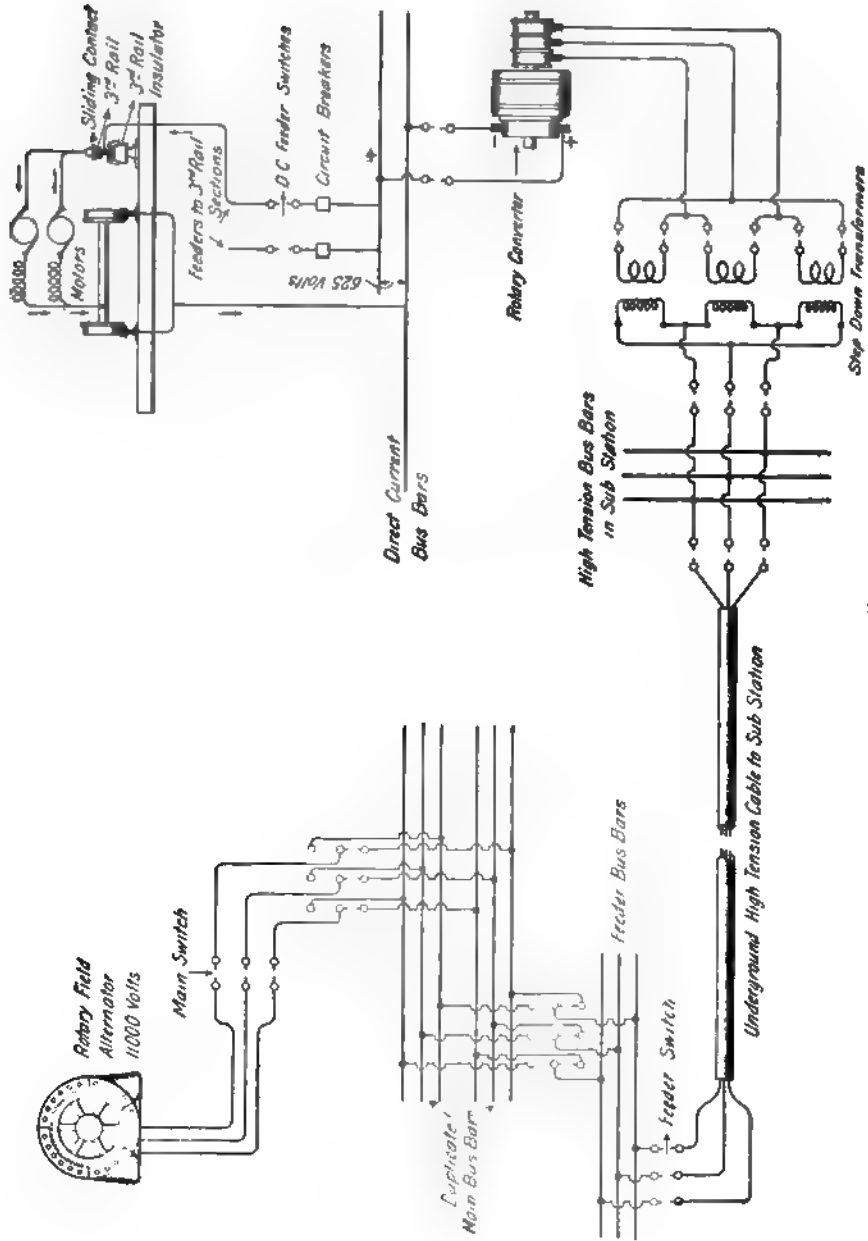 Rotary Field
Alternator
11000 Volts
Main Switch
Duplicate
Main Bus Bar
Feeder Bus Bars
Feeder Switch
Underground High Tension Cable to Sub Station
High Tension Bus Bars
in Sub Station
Step Down Transformers
Rotary Converter
-
+
Direct Current
Bus Bars
+
-
625 Volts
Feeders to 3rd Rail
Sections
D C Feeder Switches
Circuit Breakers
Motors
Sliding Contact
3rd Rail
3rd Rail
Insulator